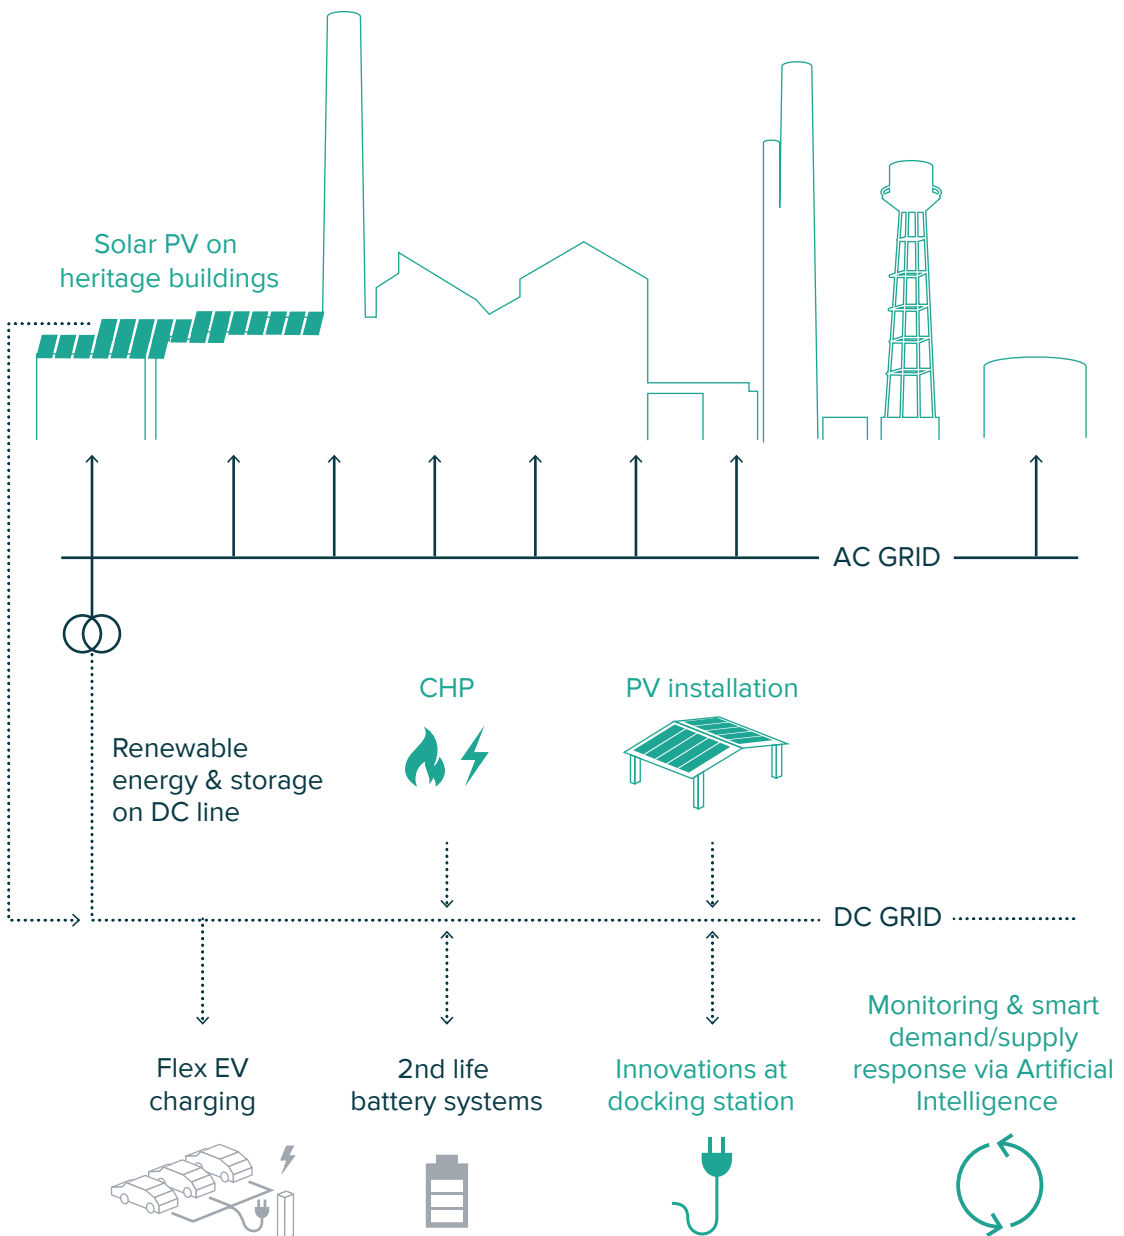 Solar PV on
heritage buildings
AC GRID
CHP
PV installation
Renewable
energy & storage
on DC line
DC GRID
Flex EV
charging
2nd life
battery systems
Innovations at
docking station
Monitoring & smart
demand/supply
response via Artificial
Intelligence